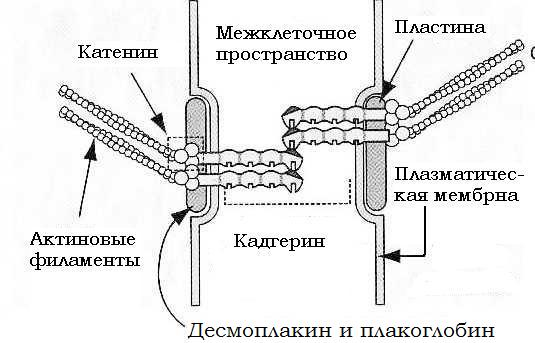 Межклеточное
пространство
Пластина
Катенин
Плазматичес-
кая мембрна
Актиновые
филаменты
Кадгерин
Десмоплакин и плакоглобин